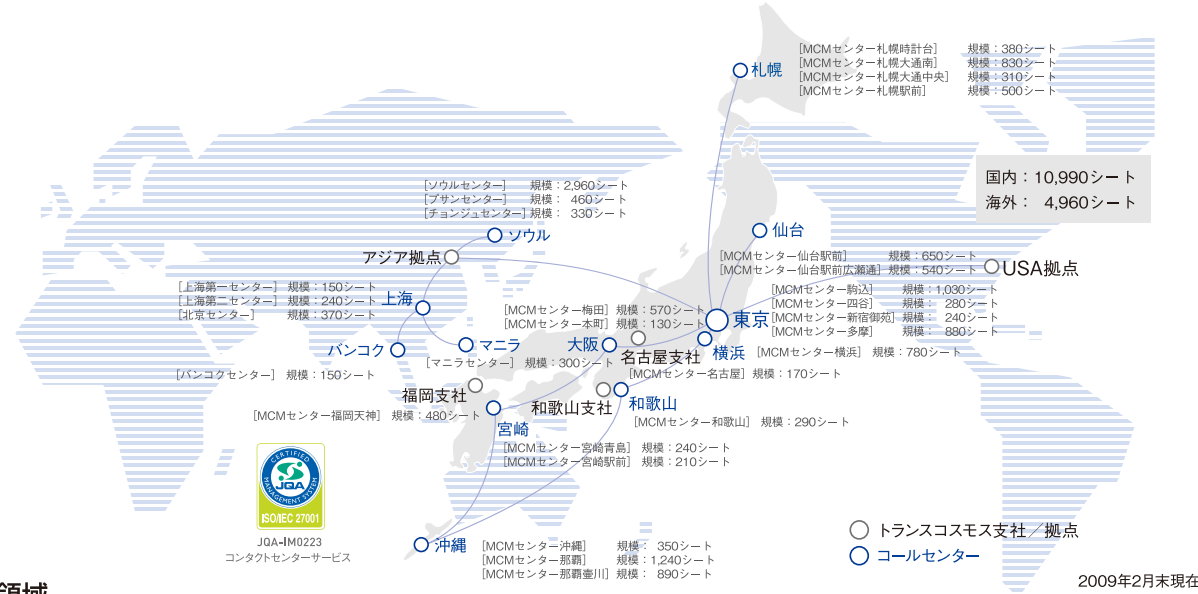 [MCMセンター札幌時計台] 規模：380シート
[MCMセンター札幌大通南] 規模：830シート
[MCMセンター札幌大通中央] 規模：310シート
[MCMセンター札幌駅前] 規模：500シート
札幌
国内：10,990シート
海外： 4,960シート
[ソウルセンター] 規模：2,960シート
[プサンセンター] 規模： 460シート
[チョンジュセンター] 規模： 330シート
ソウル
仙台
アジア拠点
[MCMセンター仙台駅前] 規模：650シート
[MCMセンター仙台駅前広瀬通] 規模：540シート
USA拠点
[上海第一センター] 規模：150シート
[上海第二センター] 規模：240シート
[北京センター] 規模：370シート
上海
[MCMセンター駒込] 規模：1,030シート
[MCMセンター四谷] 規模： 280シート
[MCMセンター新宿御苑] 規模： 240シート
[MCMセンター多摩] 規模： 880シート
[MCMセンター梅田] 規模：570シート
[MCMセンター本町] 規模：130シート
東京
バンコク
マニラ
大阪
名古屋支社
横浜
[MCMセンター横浜] 規模：780シート
[マニラセンター] 規模：300シート
[バンコクセンター] 規模：150シート
[MCMセンター名古屋] 規模：170シート
福岡支社
和歌山支社
和歌山
[MCMセンター福岡天神] 規模：480シート
[MCMセンター和歌山] 規模：290シート
宮崎
[MCMセンター宮崎青島] 規模：240シート
[MCMセンター宮崎駅前] 規模：210シート
CERTIFIED
JQA
MANAGEMENT SYSTEM
ISO/IEC 27001
JQA-IM0223
コンタクトセンターサービス
沖縄
[MCMセンター沖縄] 規模： 350シート
[MCMセンター那覇] 規模：1,240シート
[MCMセンター那覇壷川] 規模： 890シート
トランスコスモス支社／拠点
コールセンター
2009年2月末現在
領域